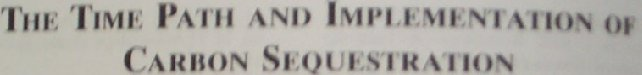 THE TIME PATH AND IMPLEMENTATION OF
CARBON SEQUESTRATION